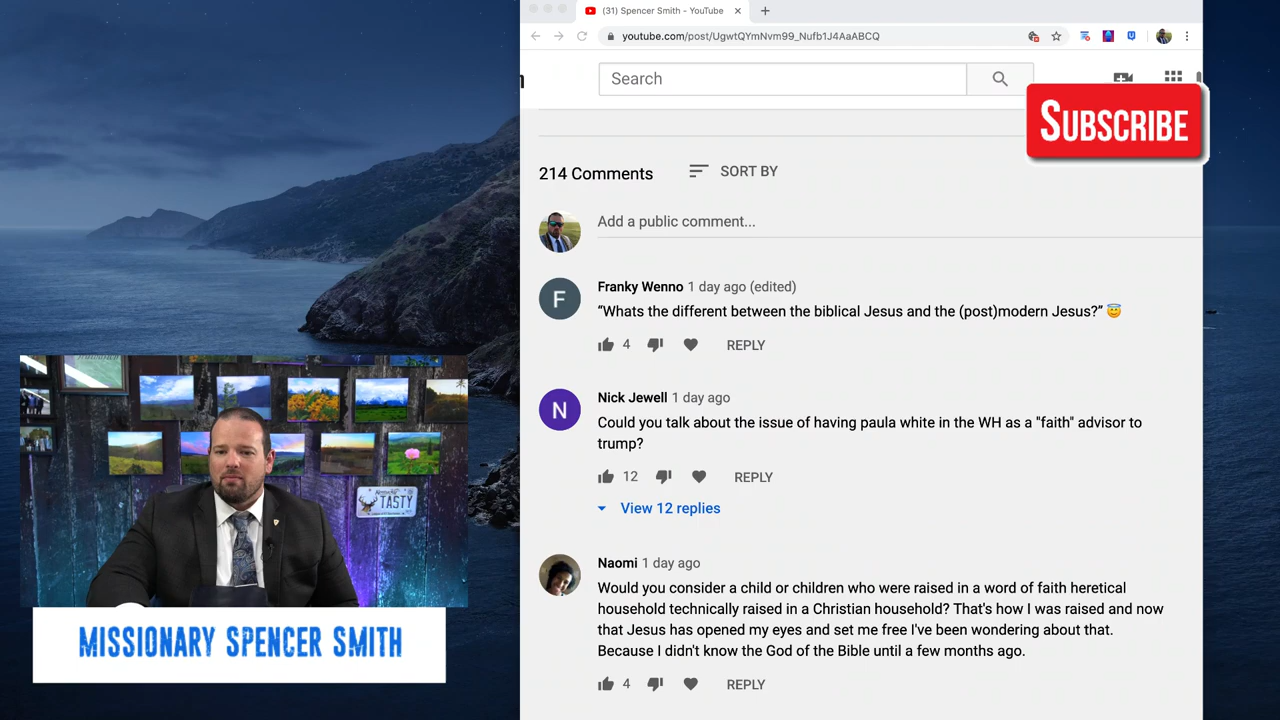 (31) Spencer Smith - YouTube
youtube.com/post/UgwtQYmNvm99_Nufb1J4AaABCQ
Search
SUBSCRIBE
214 Comments
SORT BY
Add a public comment...
F
Franky Wenno 1 day ago (edited)
“Whats the different between the biblical Jesus and the (post)modern Jesus?” 😇
4
REPLY
N
Nick Jewell 1 day ago
Could you talk about the issue of having paula white in the WH as a "faith" advisor to
trump?
12
REPLY
View 12 replies
Naomi 1 day ago
Would you consider a child or children who were raised in a word of faith heretical
household technically raised in a Christian household? That's how I was raised and now
that Jesus has opened my eyes and set me free I've been wondering about that.
Because I didn't know the God of the Bible until a few months ago.
4
REPLY
TASTY
MISSIONARY SPENCER SMITH